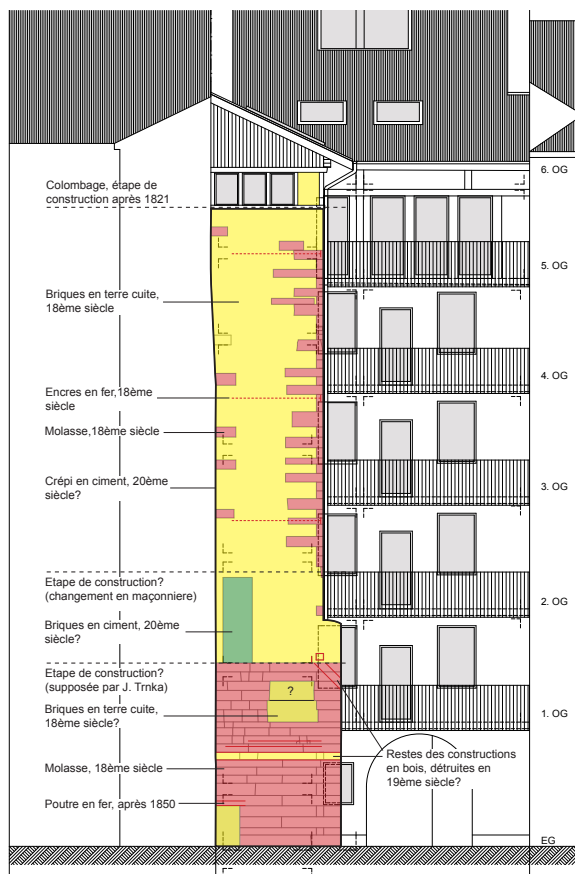 6. OG
Colombage, étape de
construction après 1821
5. OG
Briques en terre cuite,
18ème siècle
4. OG
Encres en fer,18ème
siècle
Molasse,18ème siècle
3. OG
Crépi en ciment, 20ème
siècle?
Etape de construction?
(changement en maçonniere)
2. OG
Briques en ciment, 20ème
siècle?
Etape de construction?
(supposée par J. Trnka)
?
Briques en terre cuite,
18ème siècle?
1. OG
Restes des constructions
en bois, détruites en
19ème siècle?
Molasse, 18ème siècle
Poutre en fer, après 1850
EG